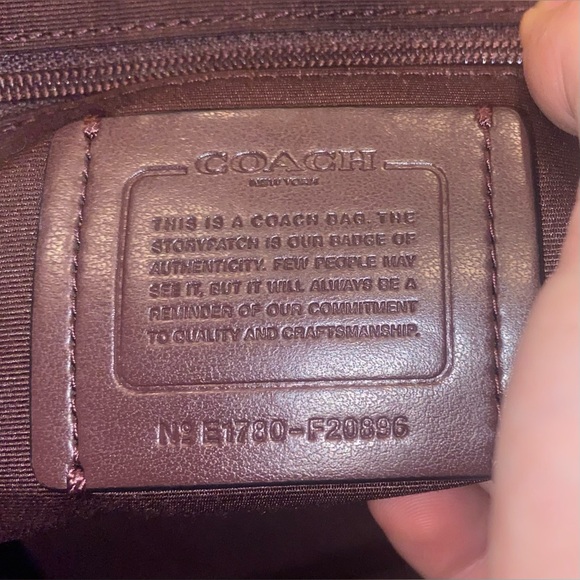 COACH
NEW YORK
THIS IS A COACH BAG. THE
STORYPATCH IS OUR BADGE OF
AUTHENTICITY. FEW PEOPLE MAY
SEE IT, BUT IT WILL ALWAYS BE A
REMINDER OF OUR COMMITMENT
TO QUALITY AND CRAFTSMANSHIP.
Nº E1780-F20896